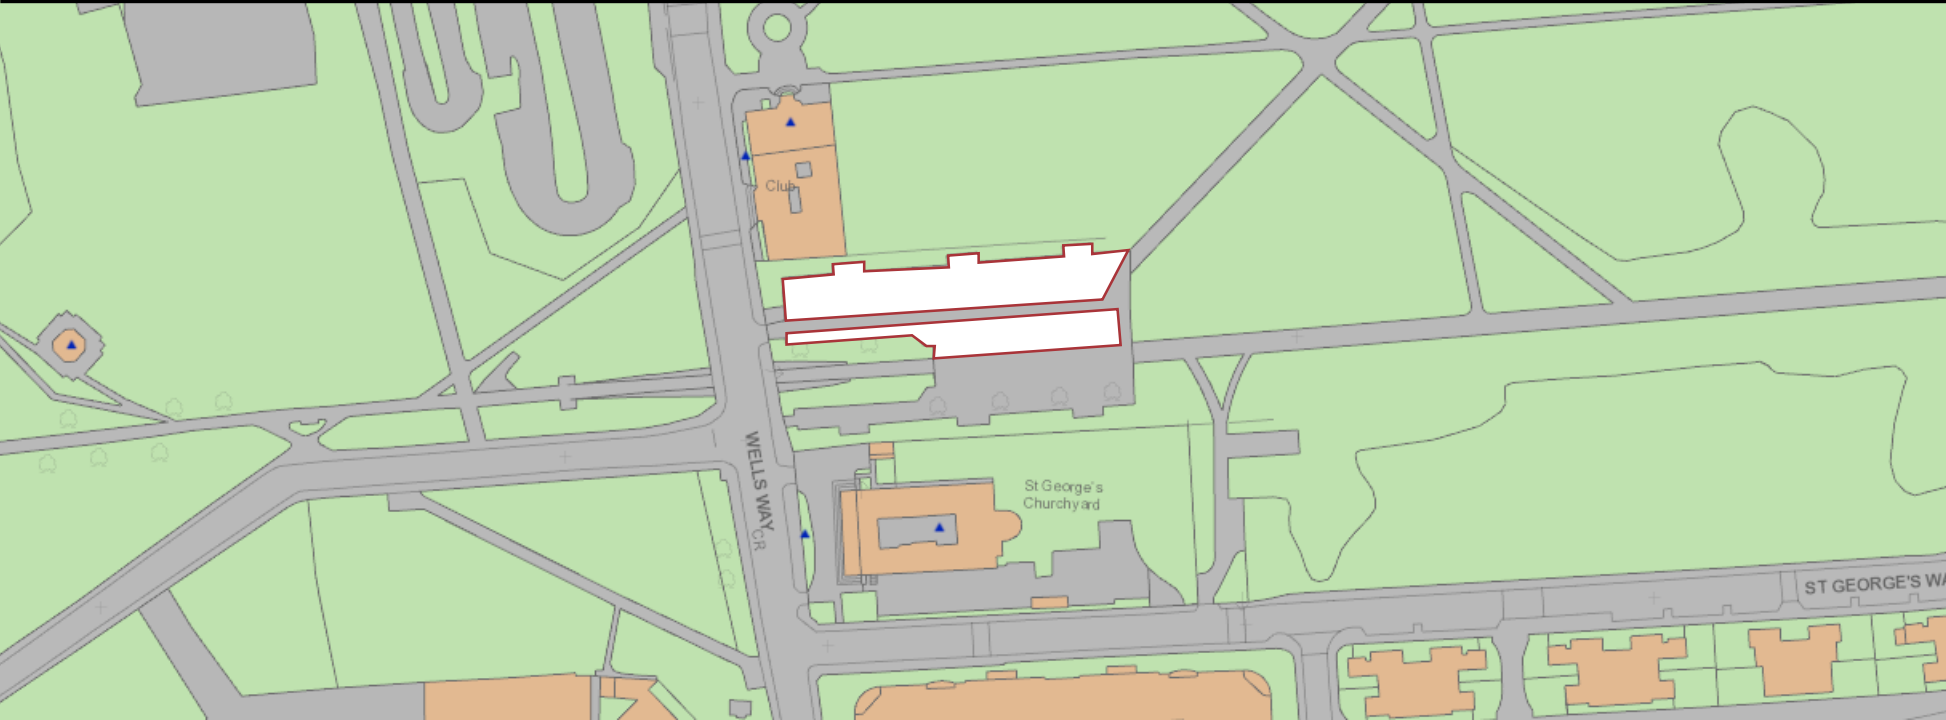 Club
WELLS WAY
CR
St George's
Churchyard
ST GEORGE'S WA